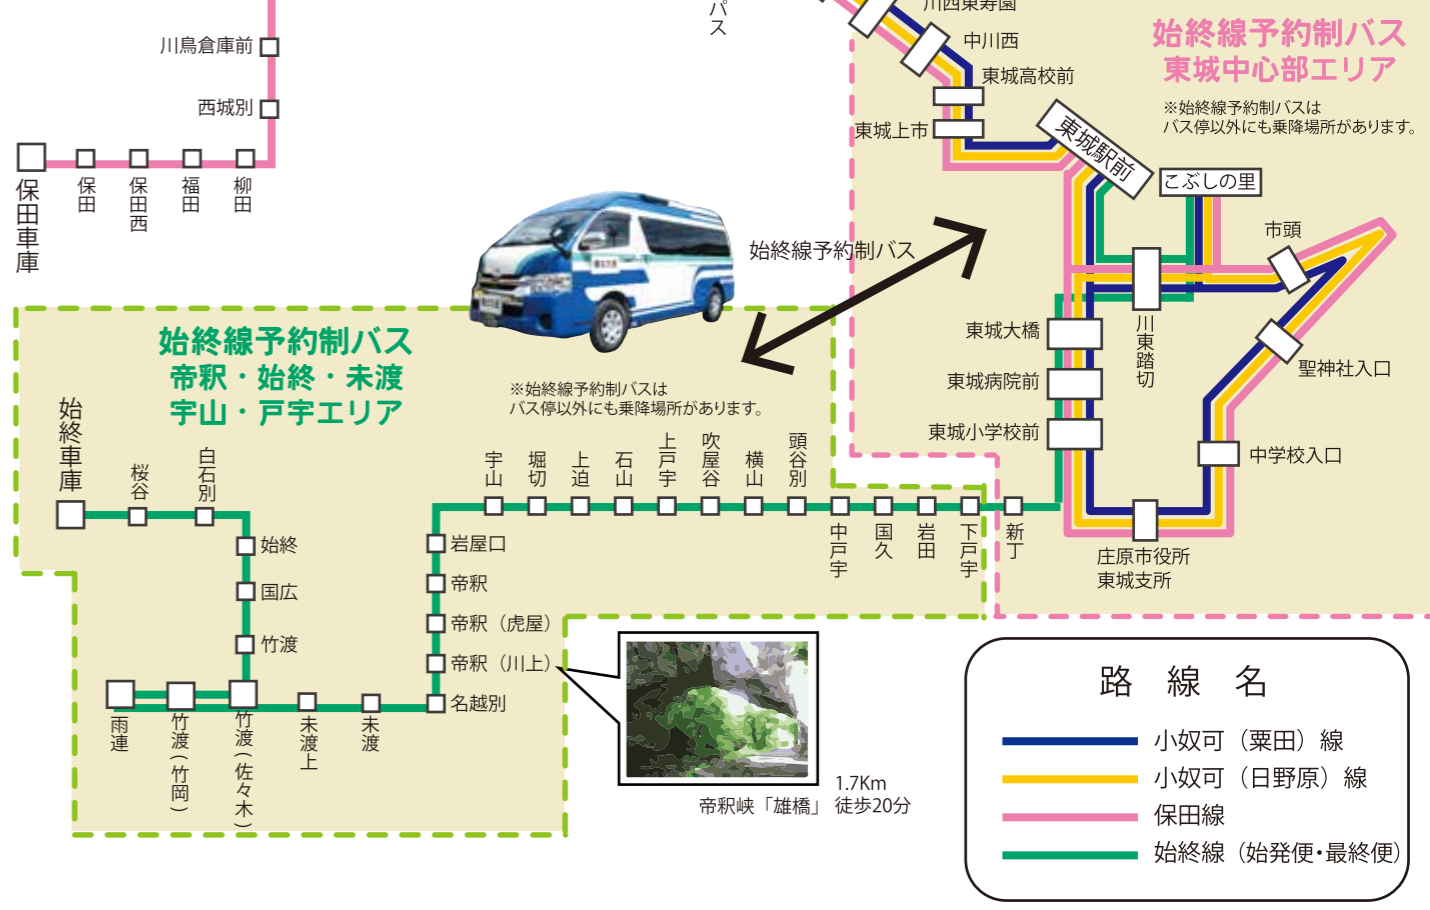 パス
川鳥倉庫前
西城別
保田車庫
保田
保田西
福田
柳田
川西東寿園
中川西
東城高校前
東城上市
東城駅前
こぶしの里
市頭
始終線予約制バス
東城中心部エリア
※始終線予約制バスは
バス停以外にも乗降場所があります。
始終線予約制バス
東城大橋
東城病院前
東城小学校前
川東踏切
聖神社入口
中学校入口
庄原市役所
東城支所
始終線予約制バス
帝釈・始終・未渡
宇山・戸宇エリア
※始終線予約制バスは
バス停以外にも乗降場所があります。
始終車庫
桜谷
白石別
始終
国広
竹渡
雨連
竹渡(竹岡)
竹渡(佐々木)
未渡上
未渡
名越別
帝釈（川上）
帝釈（虎屋）
帝釈
岩屋口
宇山
堀切
上迫
石山
上戸宇
吹屋谷
横山
頭谷別
中戸宇
国久
岩田
下戸宇
新丁
1.7Km
帝釈峡「雄橋」 徒歩20分
路線名
小奴可（粟田）線
小奴可（日野原）線
保田線
始終線（始発便・最終便）